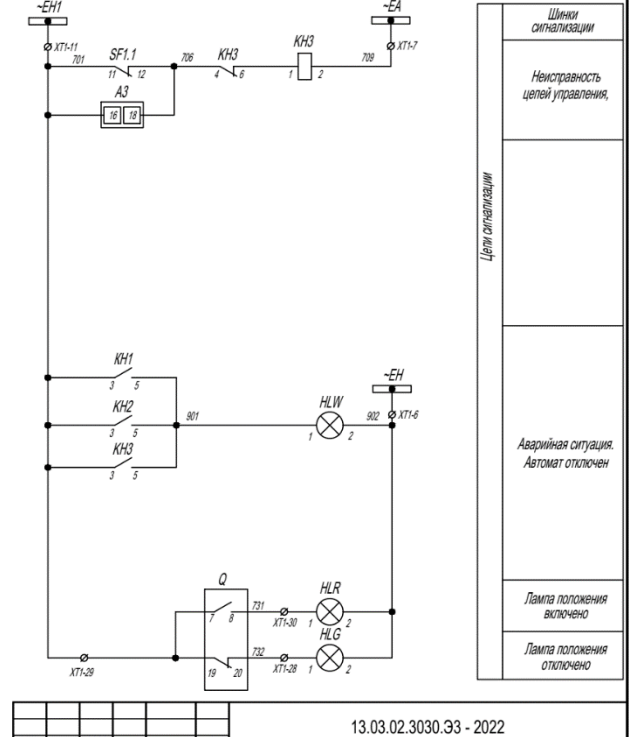 ~EH1
~EA
XT1-11
XT1-7
701
SF1.1
11 12
706
КН3
4 6
КН3
1 2
709
А3
16 18
КН1
3 5
КН2
3 5
901
КН3
3 5
HLW
1 2
~EH
902
XT1-6
Q
7 8
731
XT1-30
HLR
1 2
19 20
732
XT1-28
HLG
1 2
XT1-29
Цепи сигнализации
Шинки
сигнализации
Неисправность
цепей управления,
Аварийная ситуация.
Автомат отключен
Лампа положения
включено
Лампа положения
отключено
13.03.02.3030.ЭЗ - 2022